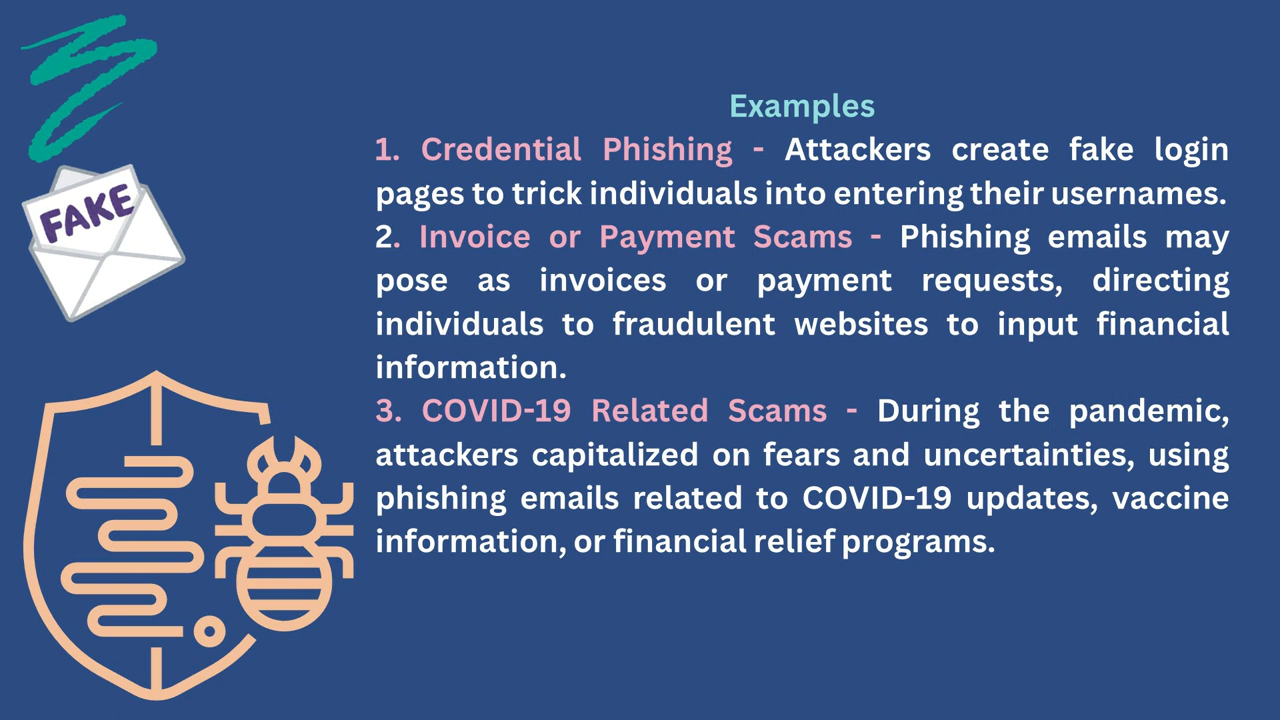 FAKE
Examples
1. Credential Phishing - Attackers create fake login
pages to trick individuals into entering their usernames.
2. Invoice or Payment Scams - Phishing emails may
pose as invoices or payment requests, directing
individuals to fraudulent websites to input financial
information.
3. COVID-19 Related Scams - During the pandemic,
attackers capitalized on fears and uncertainties, using
phishing emails related to COVID-19 updates, vaccine
information, or financial relief programs.